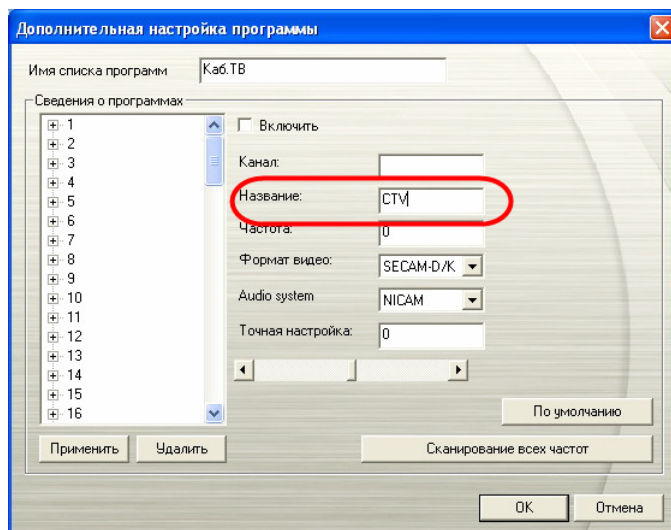 Дополнительная настройка программы
Имя списка программ Каб.ТВ
Сведения о программах
1
2
3
4
5
6
7
8
9
10
11
12
13
14
15
16
Включить
Канал:
Название: CTV
Частота: 0
Формат видео: SECAM-D/K
Audio system NICAM
Точная настройка: 0
По умолчанию
Применить Удалить Сканирование всех частот
OK Отмена